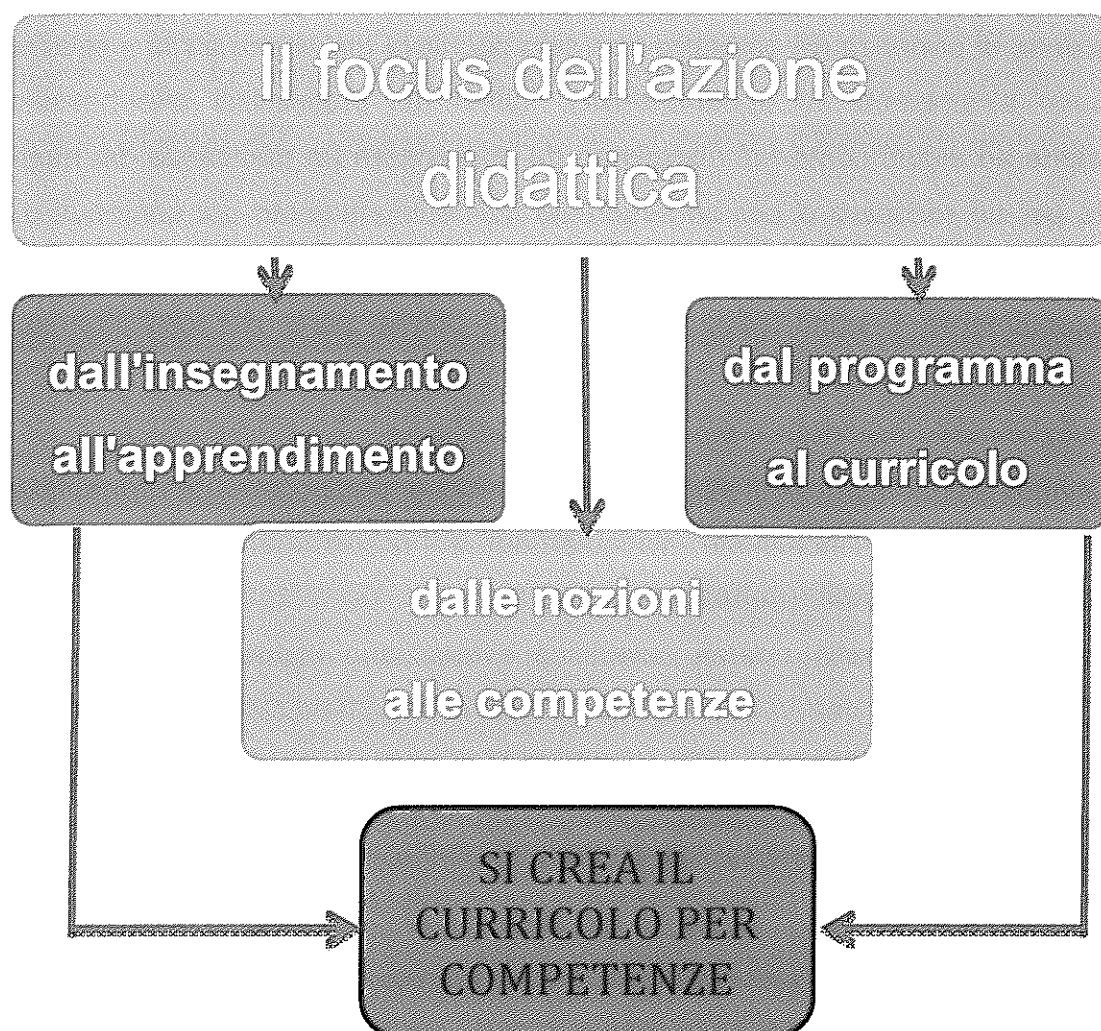 Il focus dell'azione
didattica
dall'insegnamento
all'apprendimento
dal programma
al curricolo
dalle nozioni
alle competenze
SI CREA IL
CURRICOLO PER
COMPETENZE